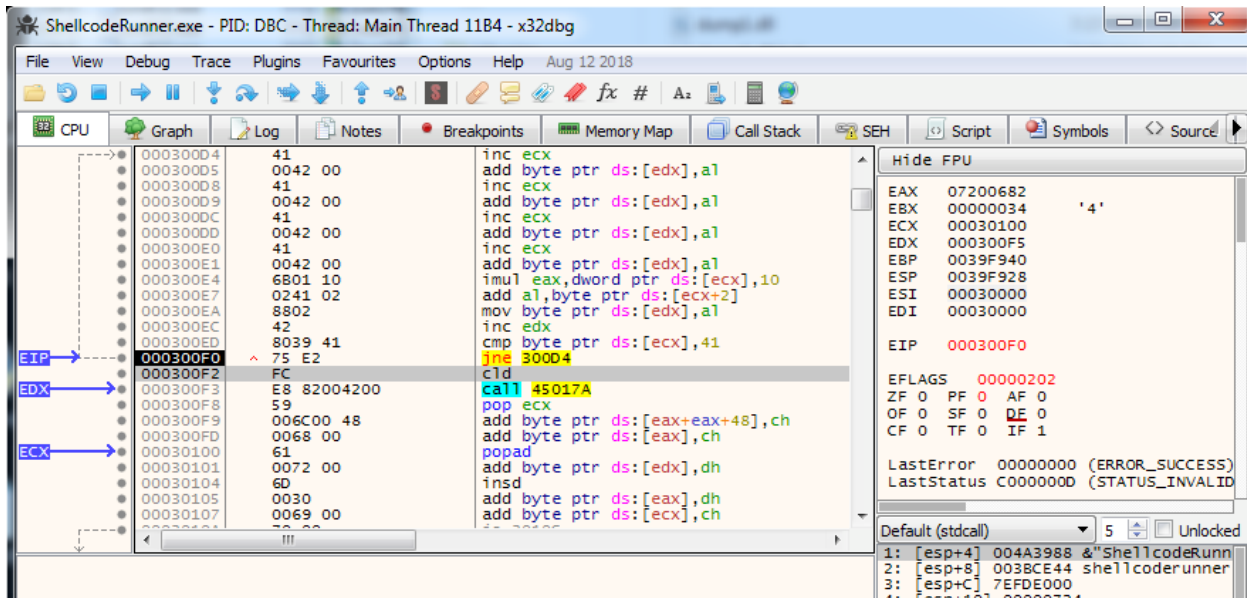 ShellcodeRunner.exe - PID: DBC - Thread: Main Thread 11B4 - x32dbg
File View Debug Trace Plugins Favourites Options Help Aug 12 2018
CPU Graph Log Notes Breakpoints Memory Map Call Stack SEH Script Symbols Source
000300D4 41 inc ecx
000300D5 0042 00 add byte ptr ds:[edx],al
000300D8 41 inc ecx
000300D9 0042 00 add byte ptr ds:[edx],al
000300DC 41 inc ecx
000300DD 0042 00 add byte ptr ds:[edx],al
000300E0 41 inc ecx
000300E1 0042 00 add byte ptr ds:[edx],al
000300E4 6B01 10 imul eax,dword ptr ds:[ecx],10
000300E7 0241 02 add al,byte ptr ds:[ecx+2]
000300EA 8802 mov byte ptr ds:[edx],al
000300EC 42 inc edx
000300ED 8039 41 cmp byte ptr ds:[ecx],41
EIP 000300F0 ^ 75 E2 jne 300D4
000300F2 FC cld
EDX 000300F3 E8 82004200 call 45017A
000300F8 59 pop ecx
000300F9 006C00 48 add byte ptr ds:[eax+eax+48],ch
000300FD 0068 00 add byte ptr ds:[eax],ch
ECX 00030100 61 popad
00030101 0072 00 add byte ptr ds:[edx],dh
00030104 6D insd
00030105 0030 add byte ptr ds:[eax],dh
00030107 0069 00 add byte ptr ds:[ecx],ch
Hide FPU
EAX 07200682
EBX 00000034 '4'
ECX 00030100
EDX 000300F5
EBP 0039F940
ESP 0039F928
ESI 00030000
EDI 00030000
EIP 000300F0
EFLAGS 00000202
ZF 0 PF 0 AF 0
OF 0 SF 0 DF 0
CF 0 TF 0 IF 1
LastError 00000000 (ERROR_SUCCESS)
LastStatus C000000D (STATUS_INVALID
Default (stdcall) 5 Unlocked
1: [esp+4] 004A3988 &"ShellcodeRunn
2: [esp+8] 003BCE44 shellcoderunner
3: [esp+C] 7EFDE000